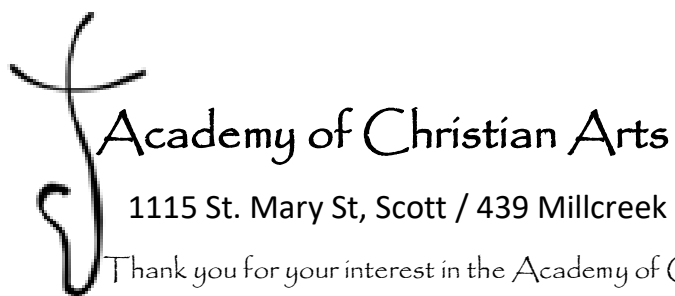 Academy of Christian Arts
1115 St. Mary St, Scott / 439 Millcreek
Thank you for your interest in the Academy of C